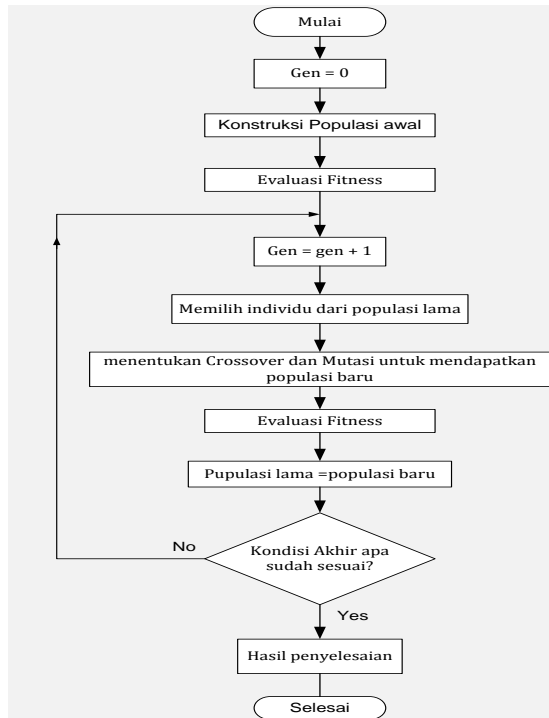 Mulai
Gen = 0
Konstruksi Populasi awal
Evaluasi Fitness
Gen = gen + 1
Memilih individu dari populasi lama
menentukan Crossover dan Mutasi untuk mendapatkan
populasi baru
Evaluasi Fitness
Pupulasi lama =populasi baru
Kondisi Akhir apa
sudah sesuai?
No
Yes
Hasil penyelesaian
Selesai